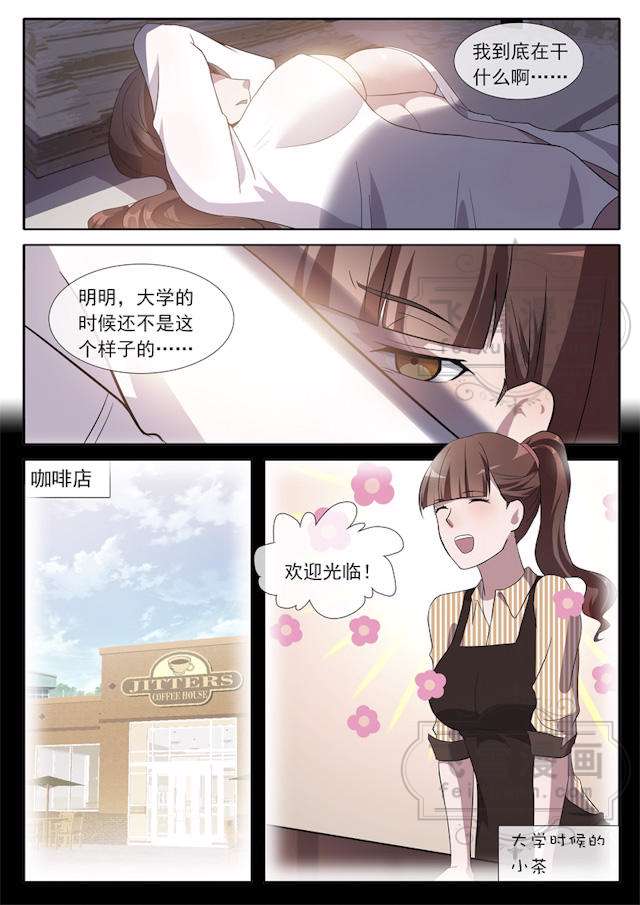 我到底在干
什么啊……
明明，大学的
时候还不是这
个样子的……
咖啡店
欢迎光临！
JITTERS
COFFEE HOUSE
大学时候的
小茶